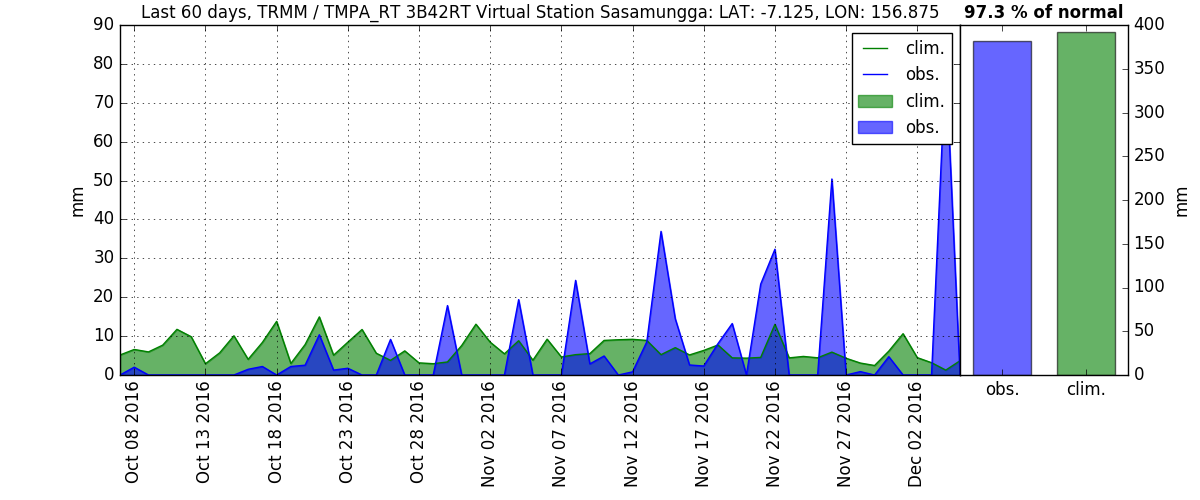 Last 60 days, TRMM / TMPA_RT 3B42RT Virtual Station Sasamungga: LAT: -7.125, LON: 156.875
97.3 % of normal
90
80
70
60
50
40
30
20
10
0
mm
clim.
obs.
clim.
obs.
400
350
300
250
200
150
100
50
0
mm
obs.
clim.
Oct 08 2016
Oct 13 2016
Oct 18 2016
Oct 23 2016
Oct 28 2016
Nov 02 2016
Nov 07 2016
Nov 12 2016
Nov 17 2016
Nov 22 2016
Nov 27 2016
Dec 02 2016